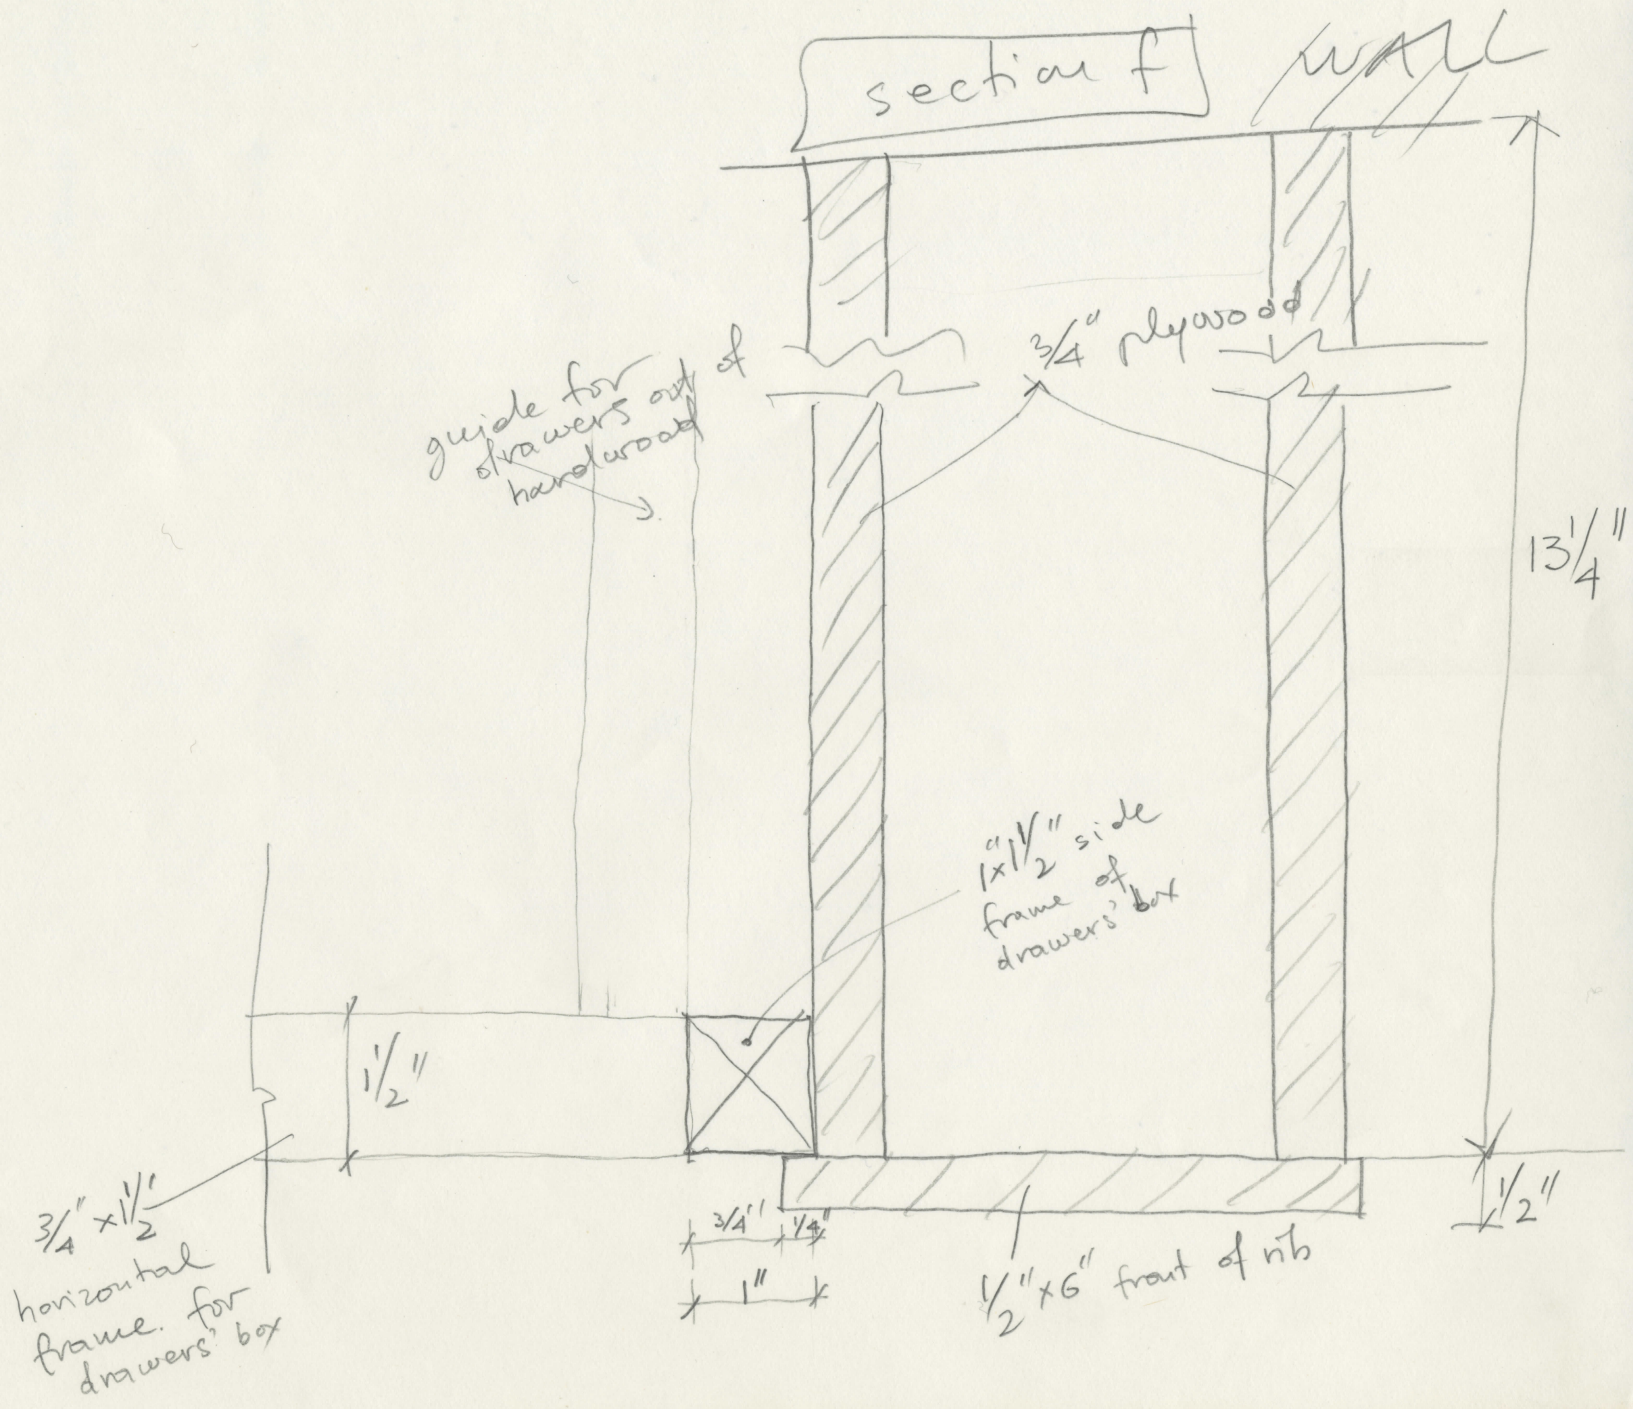 section f
WALL
3/4" plywood
guide for
drawers out of
hardwood
13 1/4"
1"x1 1/2" side
frame of
drawers' box
1 1/2"
3/4" x 1 1/2"
horizontal
frame. for
drawers' box
3/4" 1/4"
1"
1/2"
1/2" x 6" front of rib